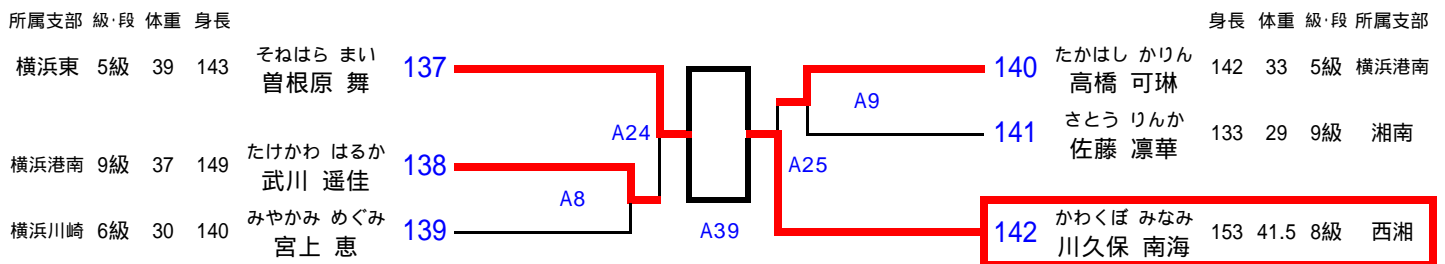 所属支部 級・段 体重 身長
身長 体重 級・段 所属支部
横浜東 5級 39 143 そねはら まい 曽根原 舞 137
140 たかはし かりん 高橋 可琳 142 33 5級 横浜港南
A9
A24
141 さとう りんか 佐藤 凛華 133 29 9級 湘南
横浜港南 9級 37 149 たけかわ はるか 武川 遥佳 138
A25
A8
横浜川崎 6級 30 140 みやかみ めぐみ 宮上 恵 139
A39
142 かわくぼ みなみ 川久保 南海 153 41.5 8級 西湘